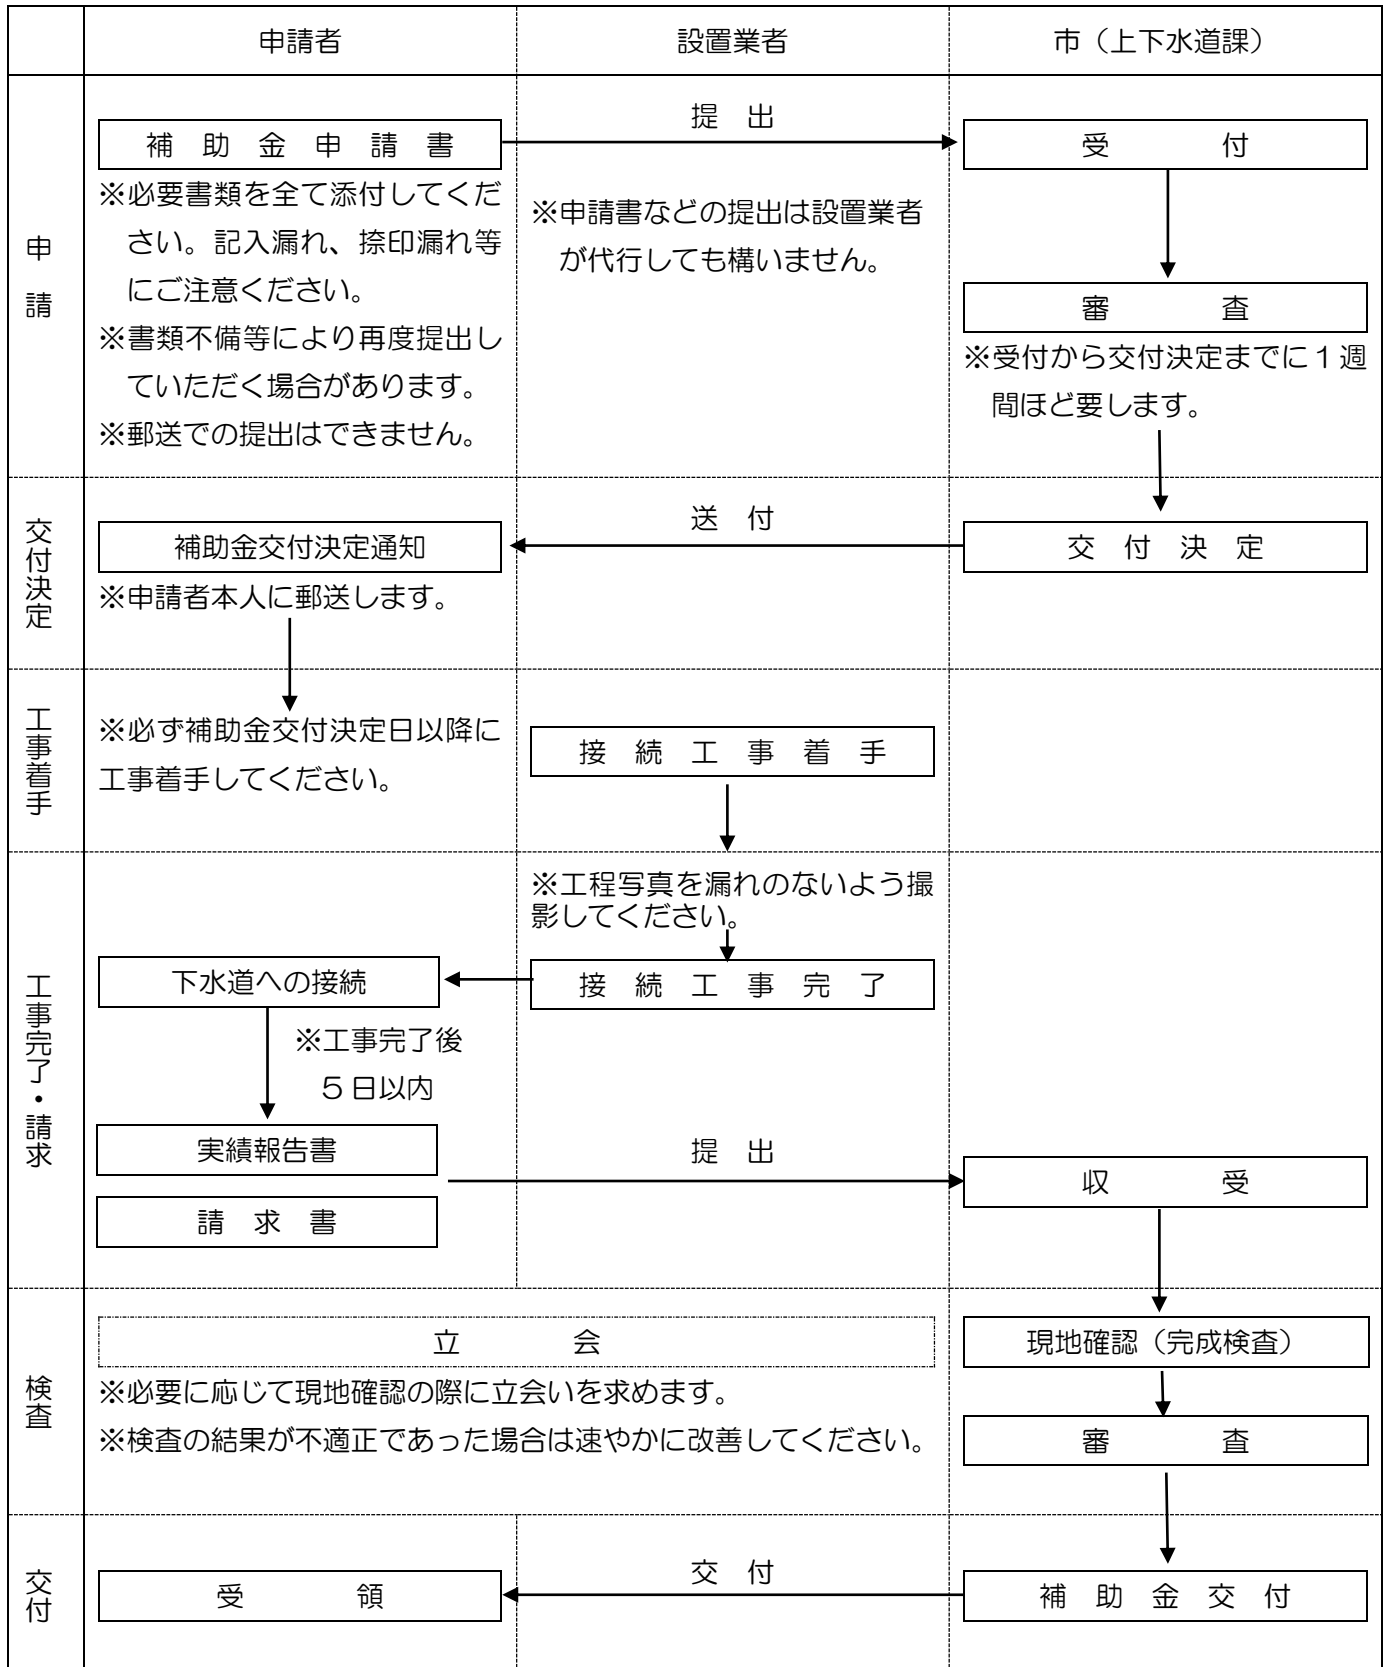 申請者
設置業者
市（上下水道課）
申請
補助金申請書
※必要書類を全て添付してくだ
さい。記入漏れ、捺印漏れ等
にご注意ください。
※書類不備等により再度提出し
ていただく場合があります。
※郵送での提出はできません。
提出
※申請書などの提出は設置業者
が代行しても構いません。
受付
審査
※受付から交付決定までに１週
間ほど要します。
交付決定
補助金交付決定通知
※申請者本人に郵送します。
送付
交付決定
工事着手
※必ず補助金交付決定日以降に
工事着手してください。
接続工事着手
工事完了・請求
※工程写真を漏れのないよう撮
影してください。
接続工事完了
下水道への接続
※工事完了後
５日以内
実績報告書
請求書
提出
収受
検査
立会
※必要に応じて現地確認の際に立会いを求めます。
※検査の結果が不適正であった場合は速やかに改善してください。
現地確認（完成検査）
審査
交付
受領
交付
補助金交付